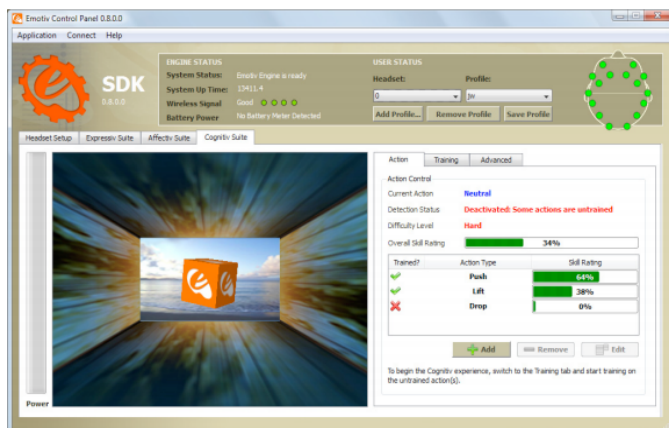 Emotiv Control Panel 0.8.0.0
Application Connect Help
ENGINE STATUS
System Status: Emotiv Engine is ready
System Up Time: 13411.4
Wireless Signal Good
Battery Power No Battery Meter Detected
SDK
0.8.0.0
USER STATUS
Headset: Profile:
0 jw
Add Profile... Remove Profile Save Profile
Headset Setup Expressiv Suite Affectiv Suite Cognitiv Suite
Power
Action Training Advanced
Action Control
Current Action Neutral
Detection Status Deactivated: Some actions are untrained
Difficulty Level Hard
Overall Skill Rating 34%
Trained? Action Type Skill Rating
Push 64%
Lift 38%
Drop 0%
Add Remove Edit
To begin the Cognitiv experience, switch to the Training tab and start training on
the untrained action(s).